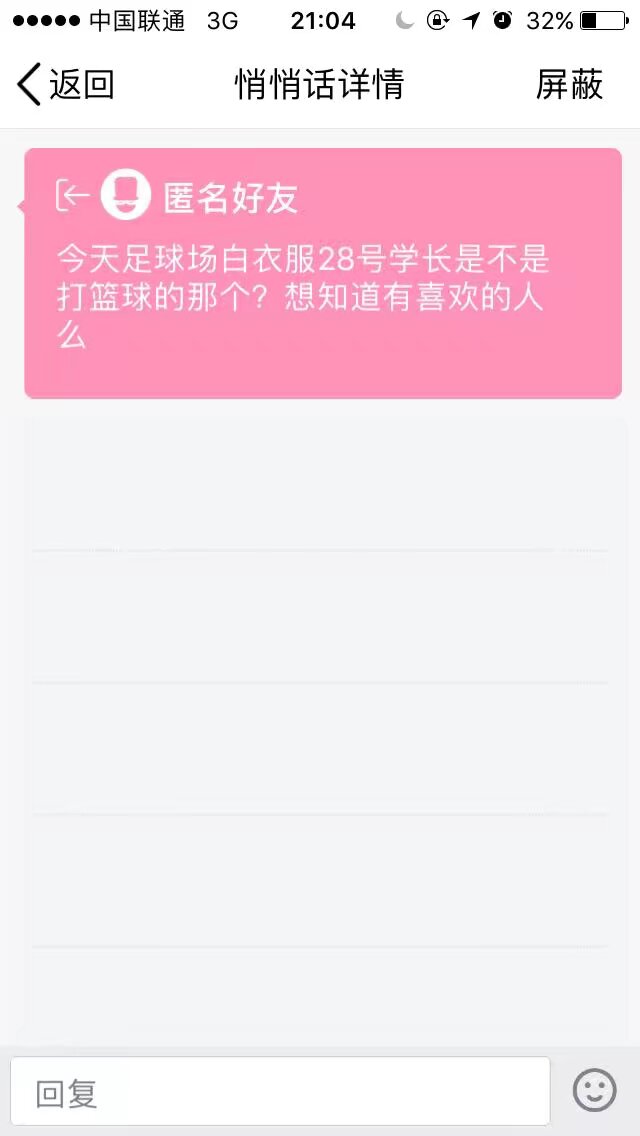 中国联通 3G 21:04 32%
返回 悄悄话详情 屏蔽
匿名好友
今天足球场白衣服28号学长是不是
打篮球的那个？想知道有喜欢的人
么
回复